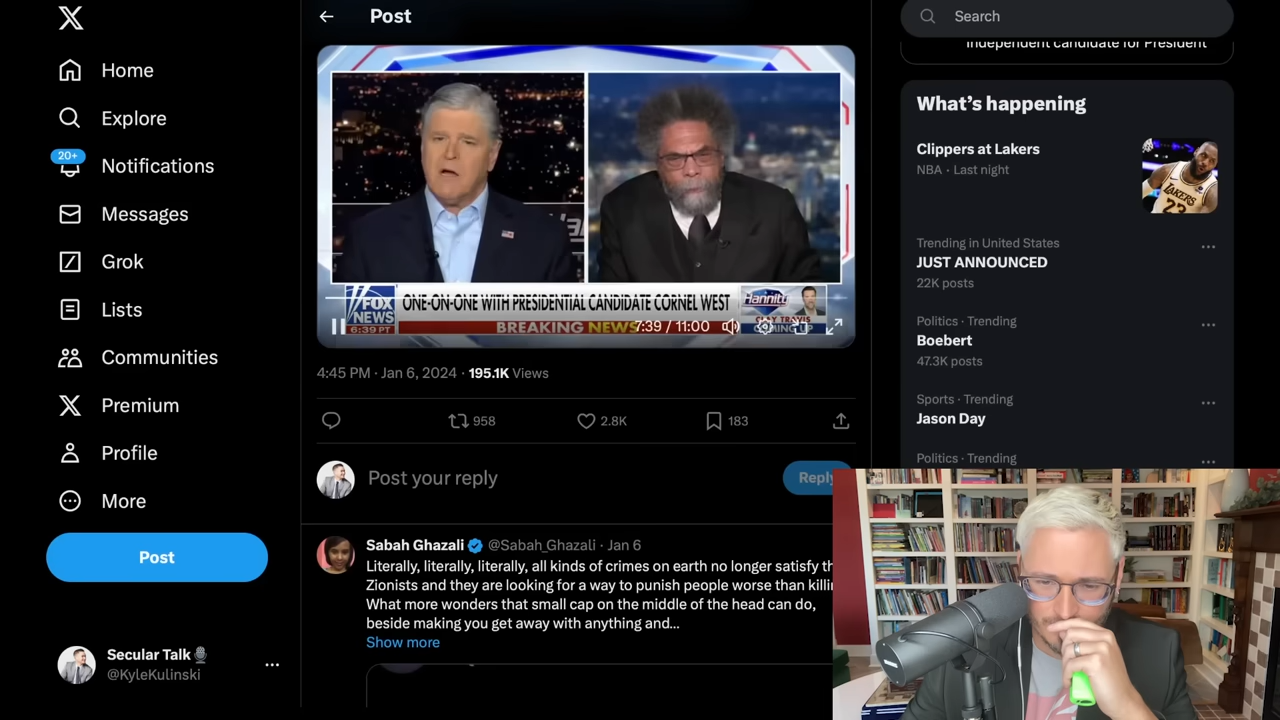 Post
Search
Independent candidate for President
Home
Explore
20+
Notifications
Messages
Grok
Lists
Communities
Premium
Profile
More
Post
Secular Talk
@KyleKulinski
FOX
NEWS
6:39 PT
ONE-ON-ONE WITH PRESIDENTIAL CANDIDATE CORNEL WEST
BREAKING NEWS
Hannity
CLAY TRAVIS
COMING UP
7:39 / 11:00
4:45 PM · Jan 6, 2024 · 195.1K Views
958
2.8K
183
Post your reply
Reply
Sabah Ghazali @Sabah_Ghazali · Jan 6
Literally, literally, literally, all kinds of crimes on earth no longer satisfy th
Zionists and they are looking for a way to punish people worse than killi
What more wonders that small cap on the middle of the head can do,
beside making you get away with anything and...
Show more
What's happening
Clippers at Lakers
NBA · Last night
LAKERS
23
Trending in United States
JUST ANNOUNCED
22K posts
Politics · Trending
Boebert
47.3K posts
Sports · Trending
Jason Day
Politics · Trending